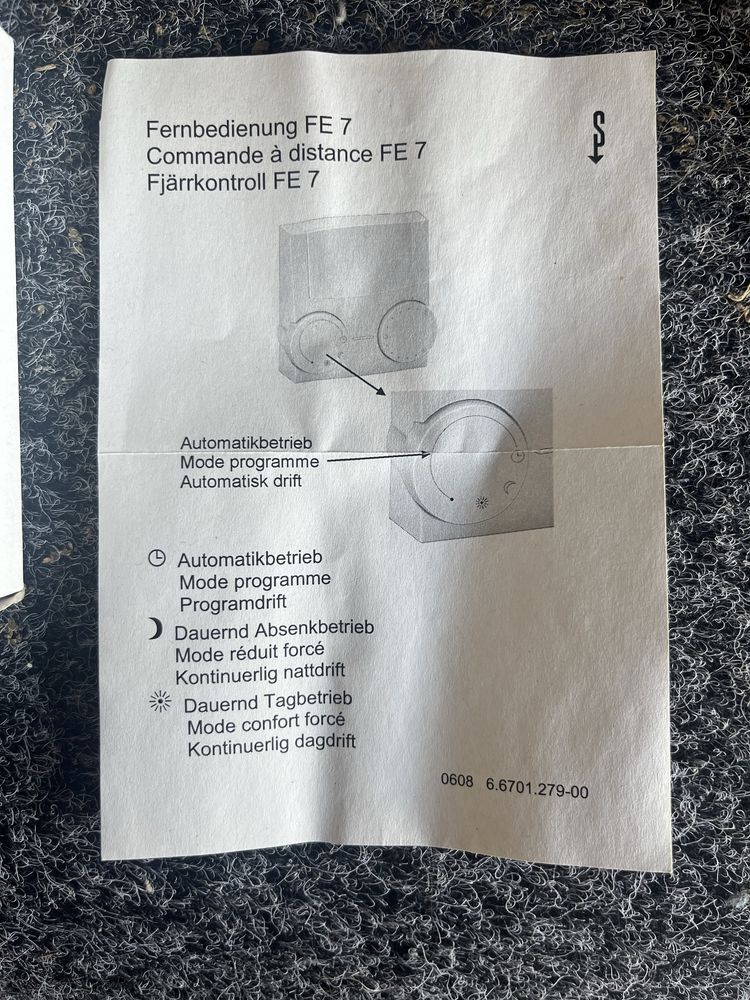 Fernbedienung FE 7
Commande à distance FE 7
Fjärrkontroll FE 7
Automatikbetrieb
Mode programme
Automatisk drift
Automatikbetrieb
Mode programme
Programdrift
Dauernd Absenkbetrieb
Mode réduit forcé
Kontinuerlig nattdrift
Dauernd Tagbetrieb
Mode confort forcé
Kontinuerlig dagdrift
0608 6.6701.279-00